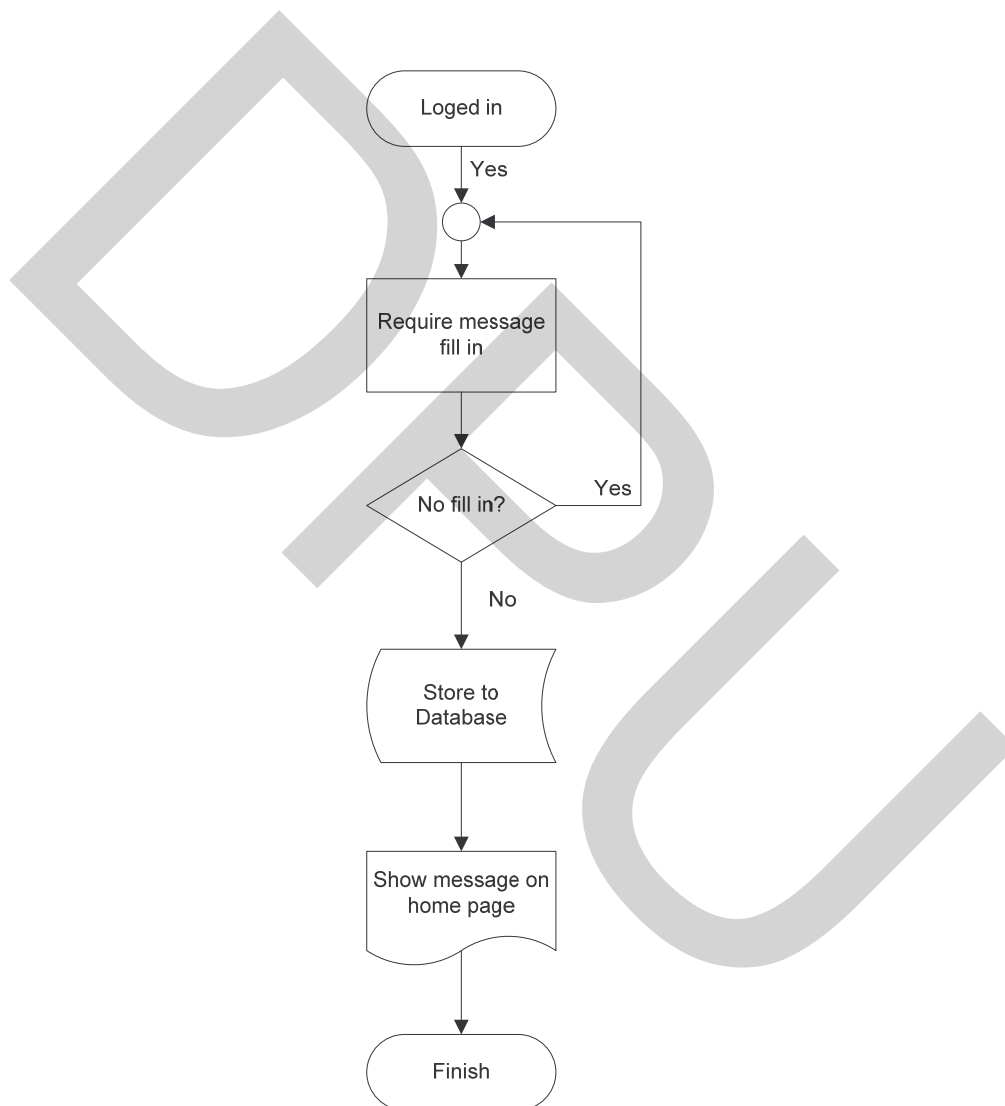 Loged in
Yes
Require message
fill in
No fill in?
Yes
No
Store to
Database
Show message on
home page
Finish
DPU